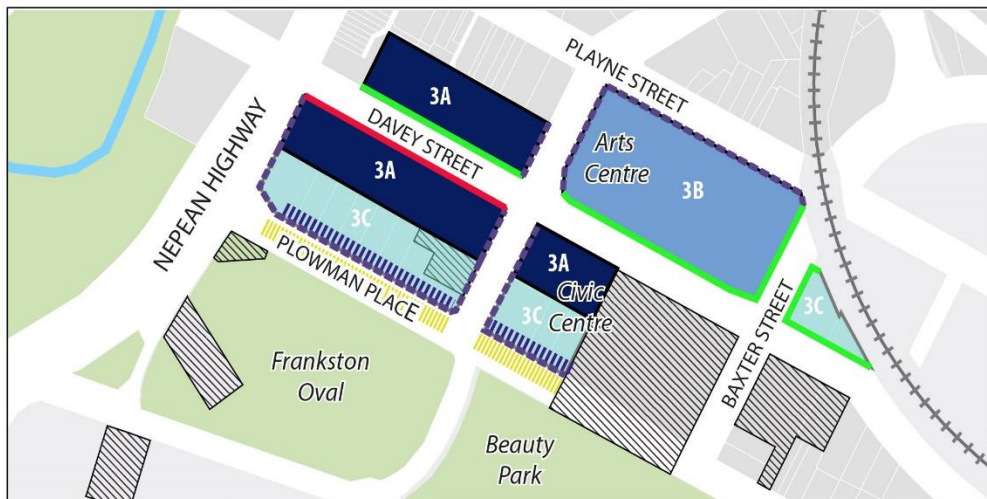 PLAYNE STREET
3A
DAVEY STREET
Arts
Centre
3B
NEPEAN HIGHWAY
3A
3C
PLOWMAN PLACE
3A
Civic
Centre
3C
3C
BAXTER STREET
Frankston
Oval
Beauty
Park